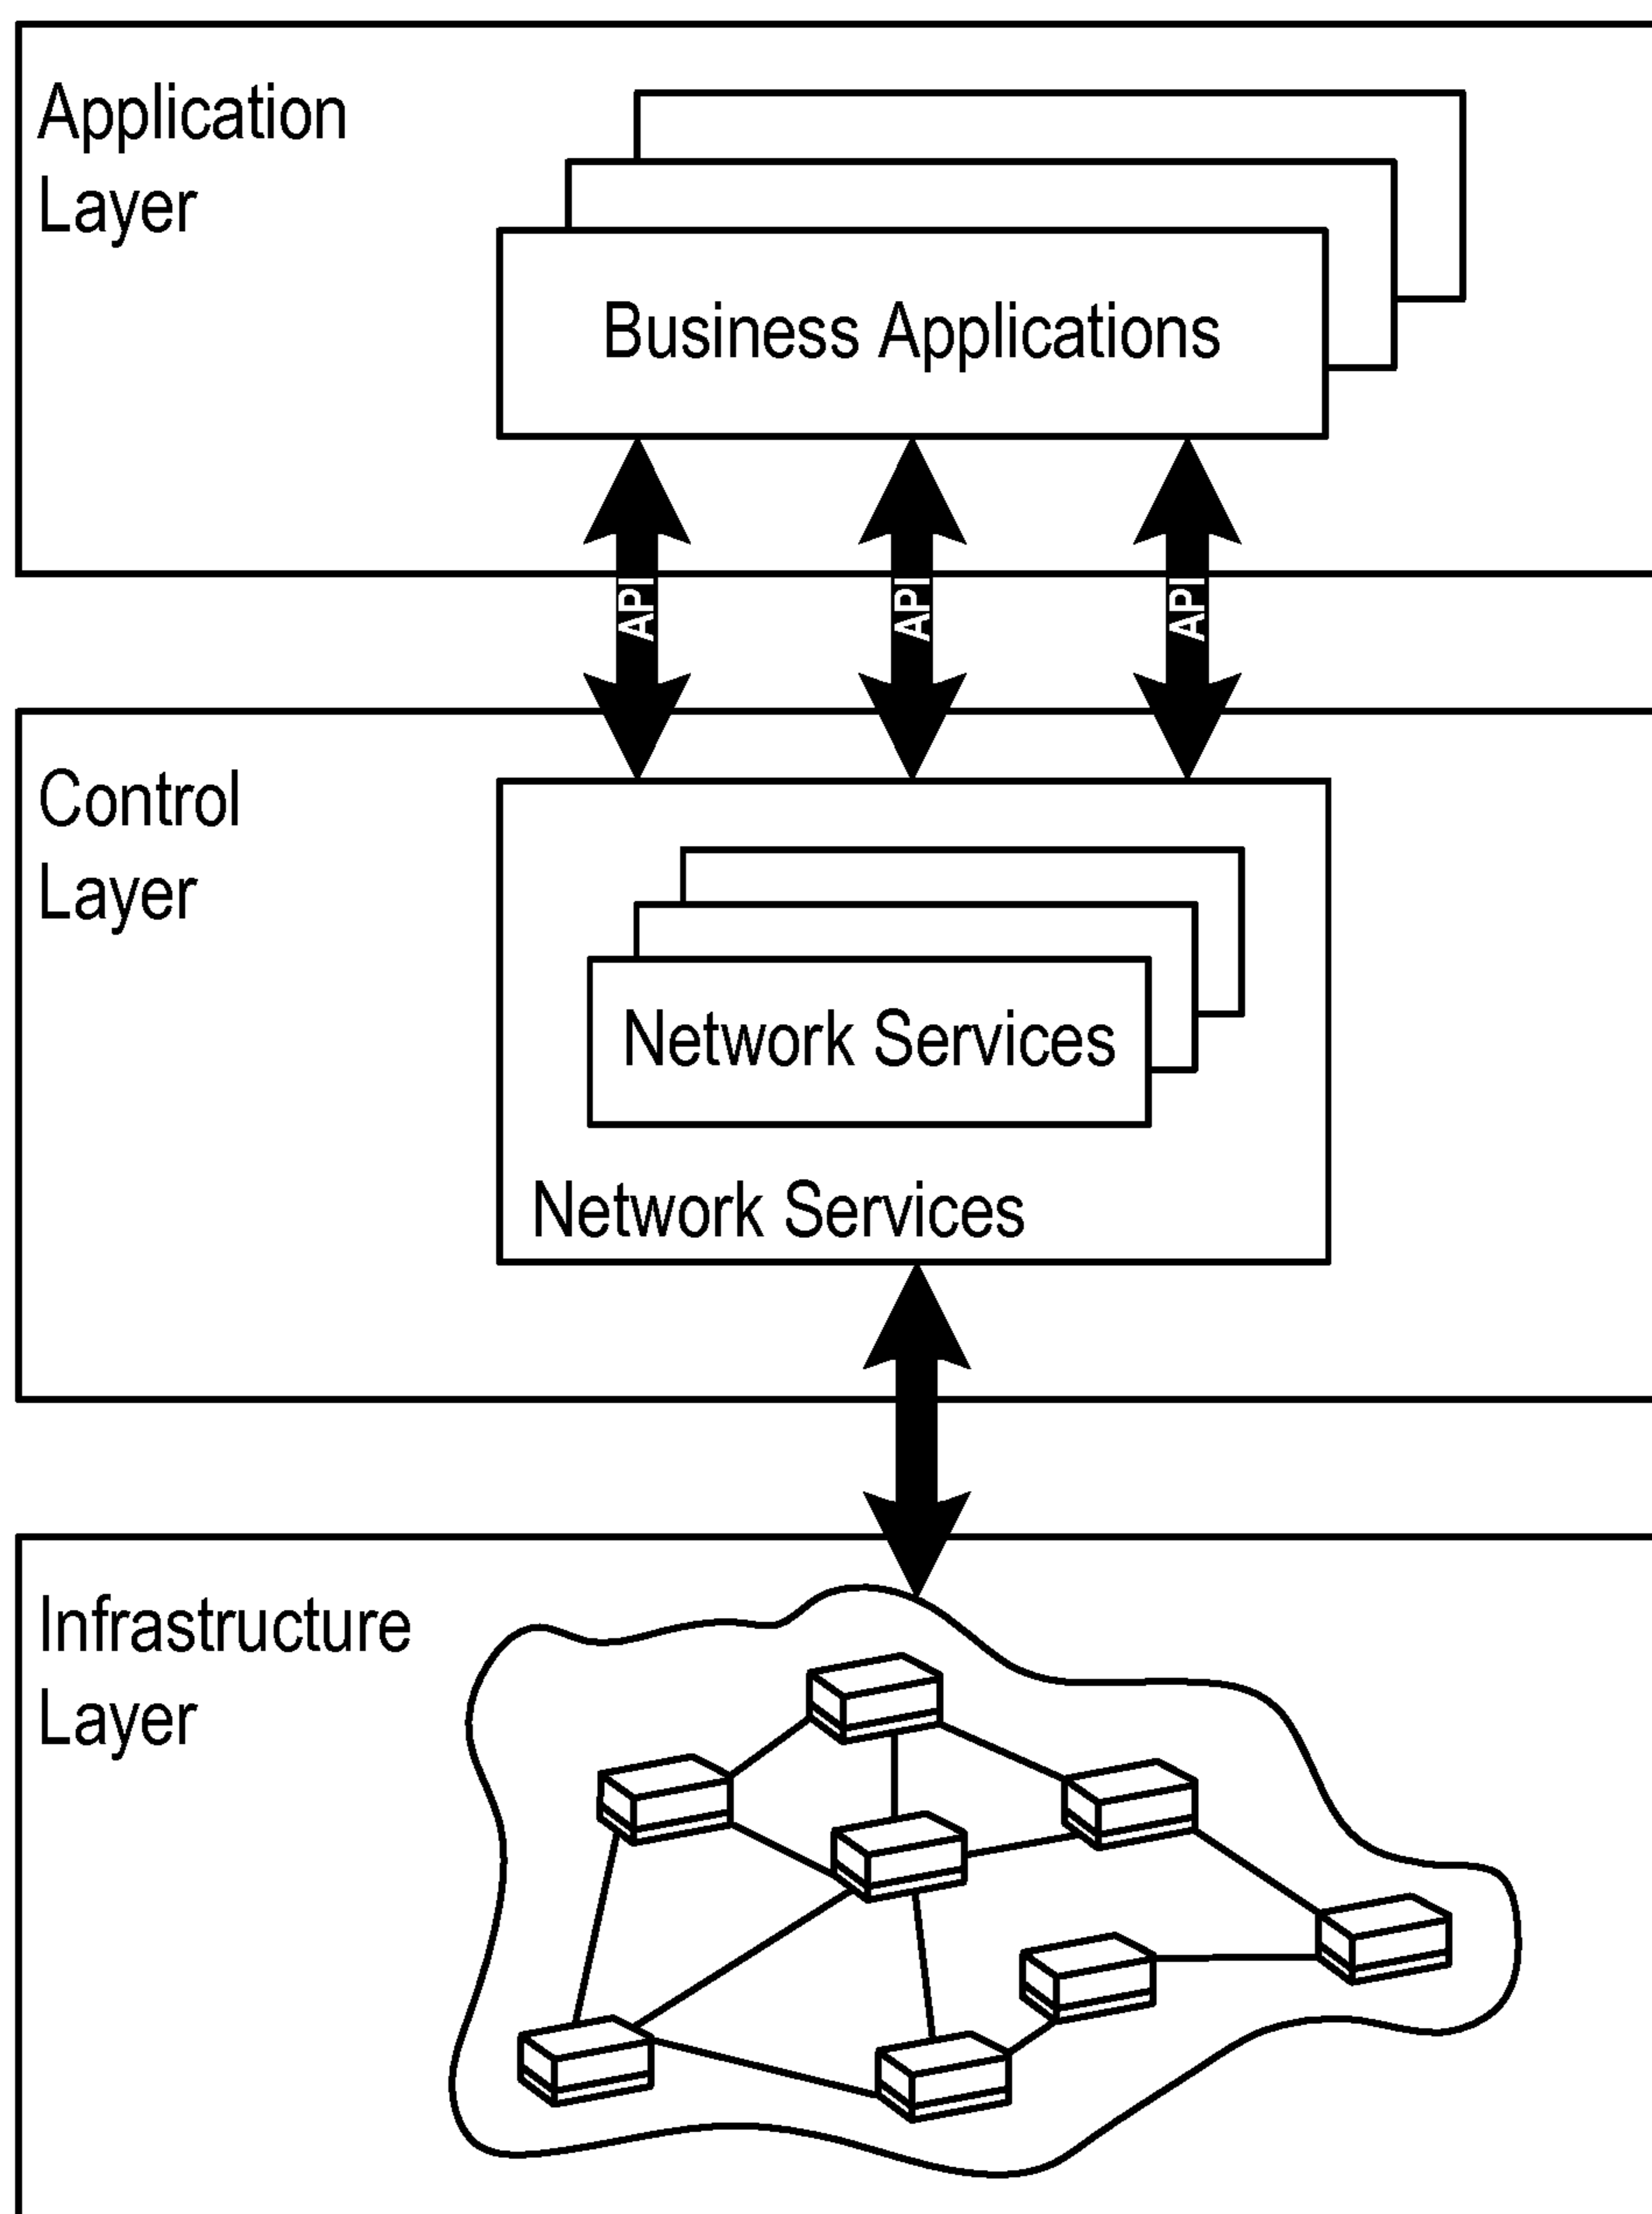 Application
Layer
Business Applications
API
API
API
Control
Layer
Network Services
Network Services
Infrastructure
Layer